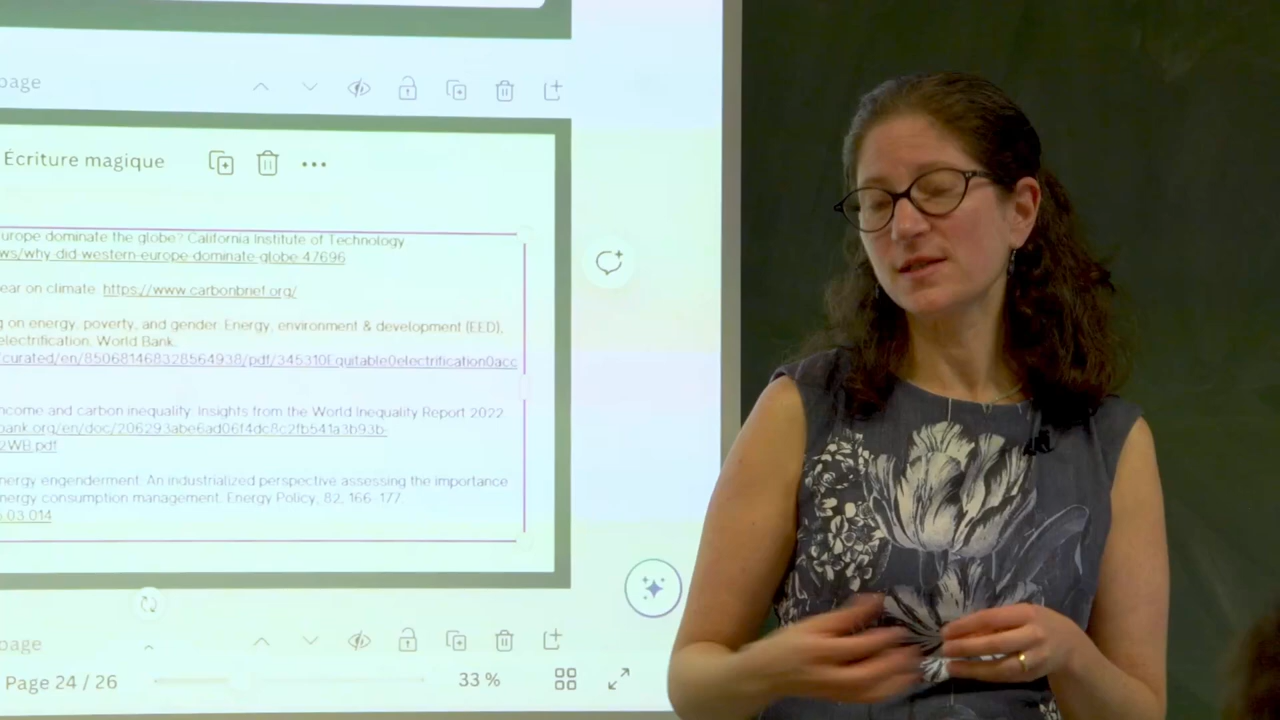 page
Écriture magique
urope dominate the globe? California Institute of Technology
ws/why-did-western-europe-dominate-globe-47696
ear on climate. https://www.carbonbrief.org/
g on energy, poverty, and gender. Energy, environment & development (EED),
electrification. World Bank.
/curated/en/850681468328564938/pdf/345310Equitable0electrification0acc
ncome and carbon inequality: Insights from the World Inequality Report 2022.
bank.org/en/doc/206293abe6ad06f4dc8c2fb541a3b93b-
2WB.pdf
nergy engenderment: An industrialized perspective assessing the importance
nergy consumption management. Energy Policy, 82, 166-177.
.03.014
page
Page 24 / 26
33 %